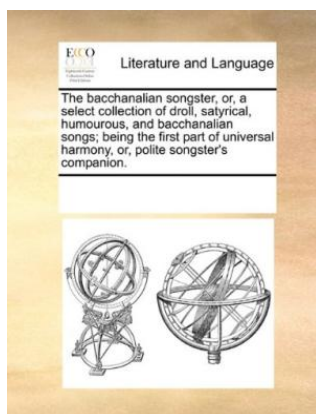 ECCO
Literature and Language
The bacchanalian songster, or, a
select collection of droll, satyrical,
humourous, and bacchanalian
songs; being the first part of universal
harmony, or, polite songster's
companion.